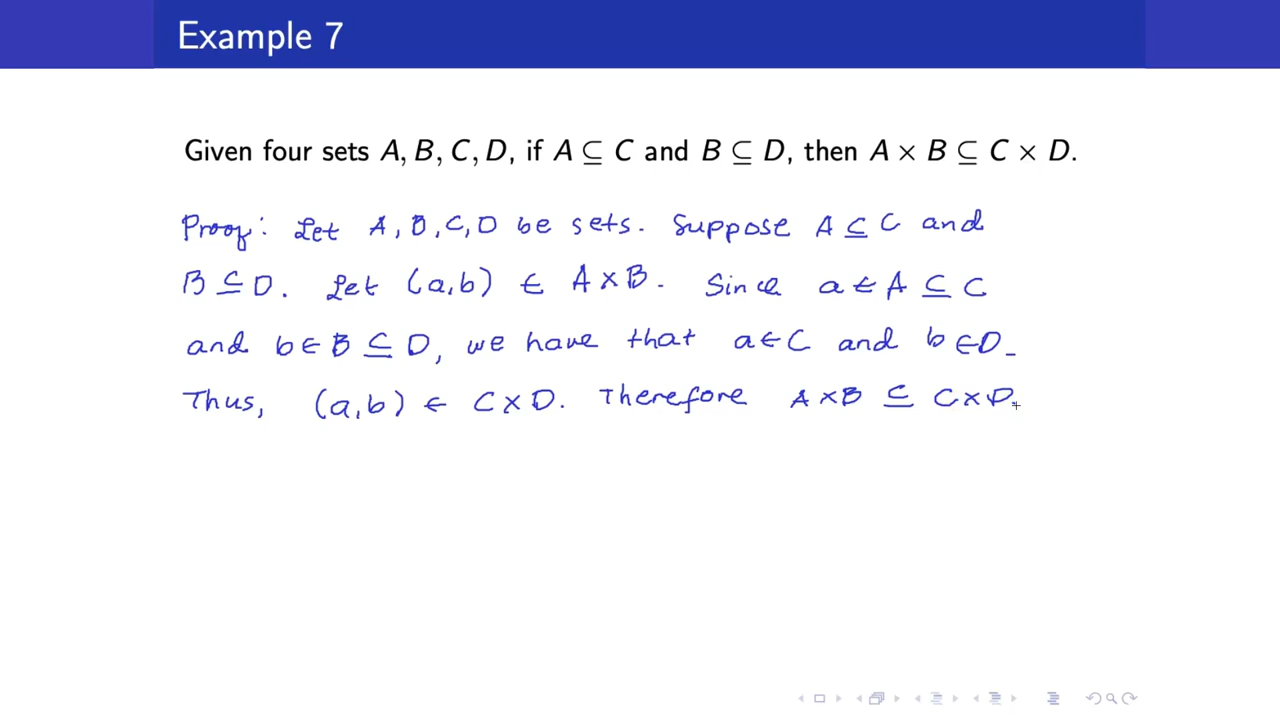 Example 7
Given four sets A, B, C, D, if A ⊆ C and B ⊆ D, then A × B ⊆ C × D.
Proof: Let A, B, C, D be sets. Suppose A ⊆ C and
B ⊆ D. Let (a,b) ∈ A×B. Since a ∈ A ⊆ C
and b ∈ B ⊆ D, we have that a ∈ C and b ∈ D.
Thus, (a,b) ∈ C×D. Therefore A×B ⊆ C×D.